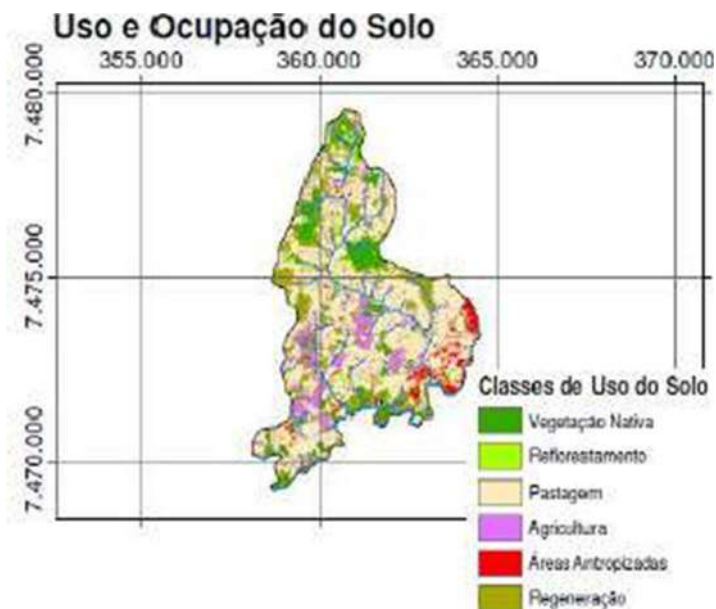 Uso e Ocupação do Solo
355.000 360.000 365.000 370.000
7.480.000
7.475.000
7.470.000
Classes de Uso do Solo
Vegetação Nativa
Reflorestamento
Pastagem
Agricultura
Áreas Antropizadas
Regeneração